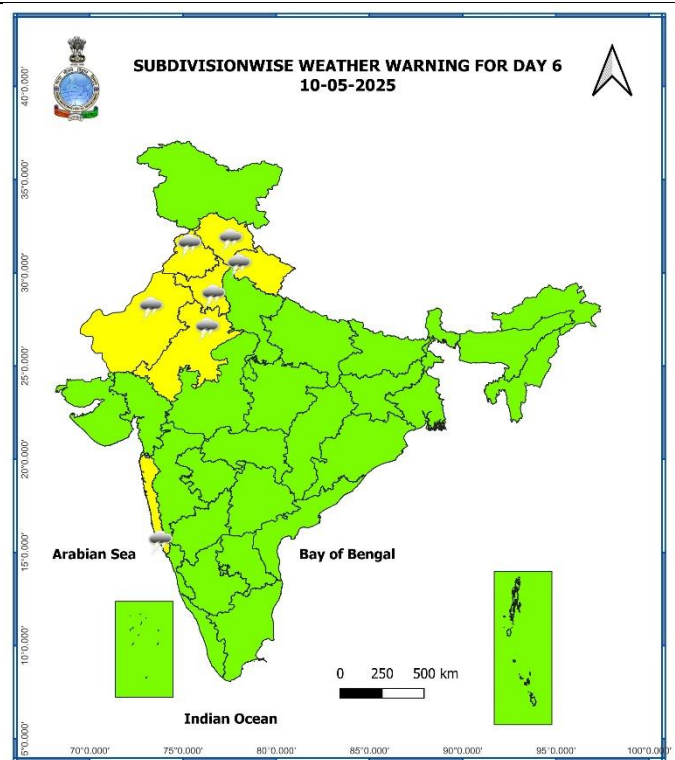 SUBDIVISIONWISE WEATHER WARNING FOR DAY 6
10-05-2025
40°0.000'
35°0.000'
30°0.000'
25°0.000'
20°0.000'
15°0.000'
10°0.000'
5°0.000'
Arabian Sea
Bay of Bengal
0 250 500 km
Indian Ocean
70°0.000' 75°0.000' 80°0.000' 85°0.000' 90°0.000' 95°0.000' 100°0.000'